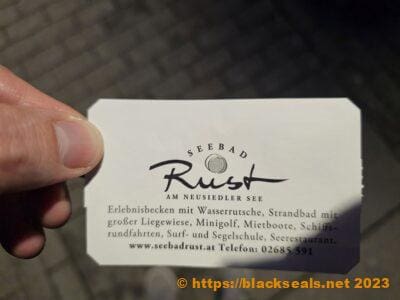 SEEBAD
Rust
AM NEUSIEDLER SEE
Erlebnisbecken mit Wasserrutsche, Strandbad mit
großer Liegewiese, Minigolf, Mietboote, Schiffs-
rundfahrten, Surf- und Segelschule, Seerestaurant.
www.seebadrust.at Telefon: 02685 591
© https://blackseals.net 2023